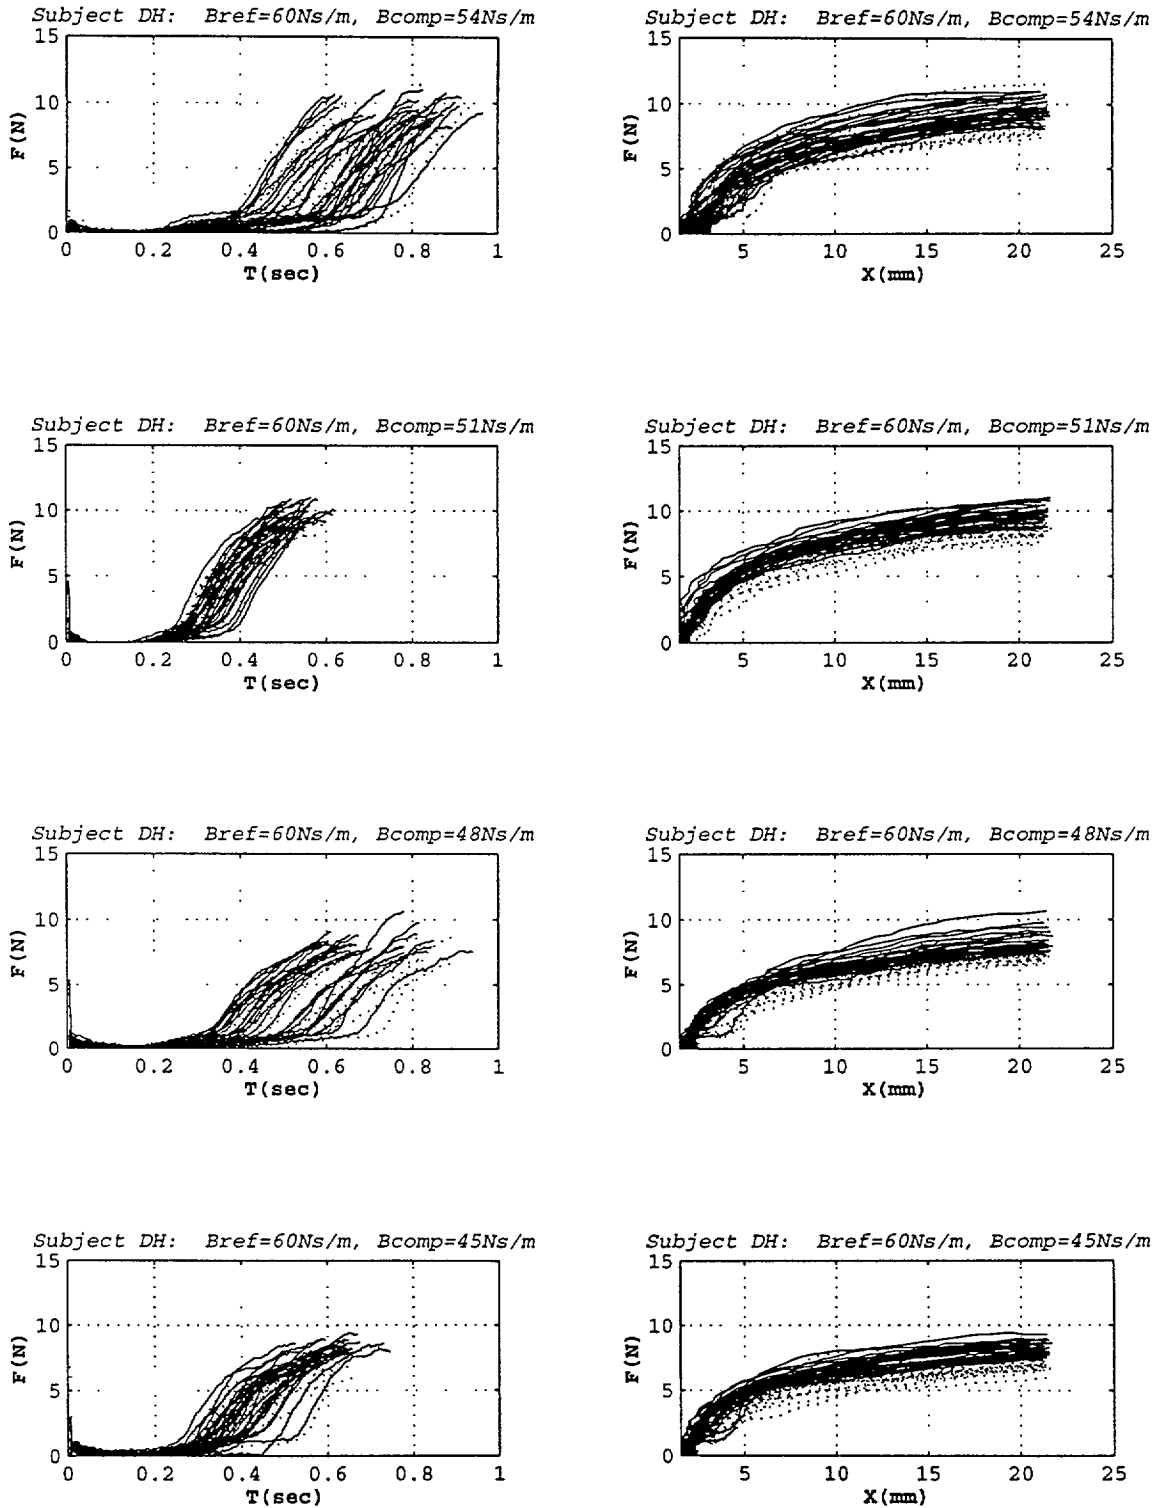 Subject DH: Bref=60Ns/m, Bcomp=54Ns/m
15
10
5
0
F(N)
0 0.2 0.4 0.6 0.8 1
T(sec)
Subject DH: Bref=60Ns/m, Bcomp=54Ns/m
15
10
5
0
F(N)
5 10 15 20 25
X(mm)
Subject DH: Bref=60Ns/m, Bcomp=51Ns/m
15
10
5
0
F(N)
0 0.2 0.4 0.6 0.8 1
T(sec)
Subject DH: Bref=60Ns/m, Bcomp=51Ns/m
15
10
5
0
F(N)
5 10 15 20 25
X(mm)
Subject DH: Bref=60Ns/m, Bcomp=48Ns/m
15
10
5
0
F(N)
0 0.2 0.4 0.6 0.8 1
T(sec)
Subject DH: Bref=60Ns/m, Bcomp=48Ns/m
15
10
5
0
F(N)
5 10 15 20 25
X(mm)
Subject DH: Bref=60Ns/m, Bcomp=45Ns/m
15
10
5
0
F(N)
0 0.2 0.4 0.6 0.8 1
T(sec)
Subject DH: Bref=60Ns/m, Bcomp=45Ns/m
15
10
5
0
F(N)
5 10 15 20 25
X(mm)